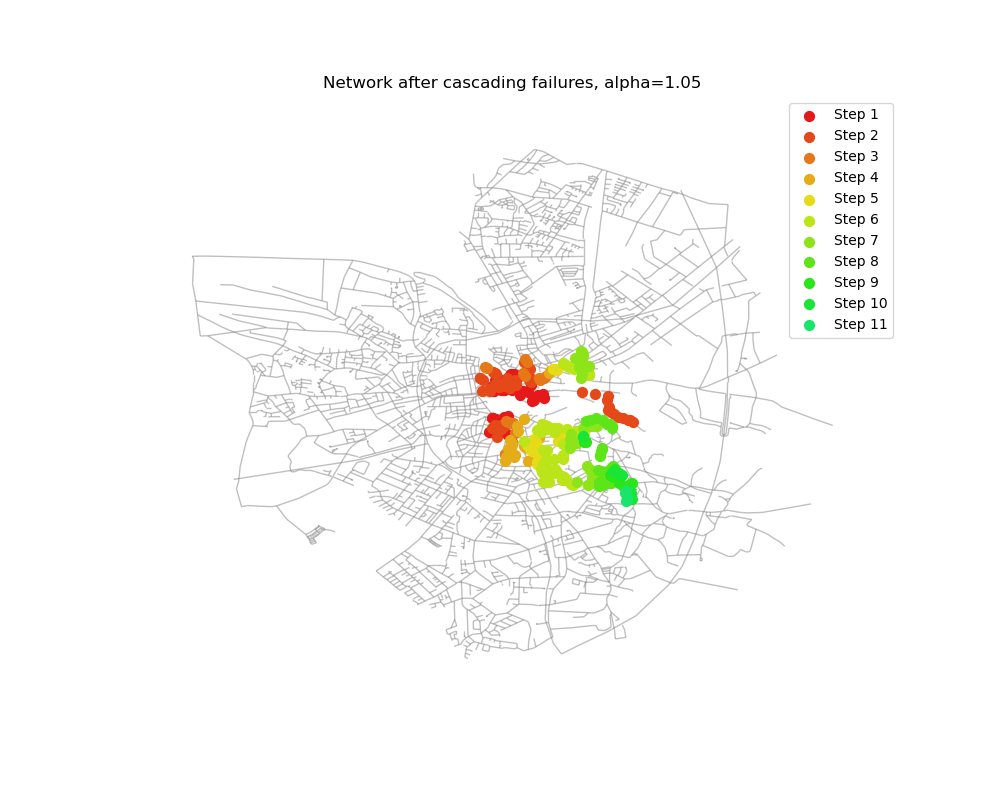 Network after cascading failures, alpha=1.05
Step 1
Step 2
Step 3
Step 4
Step 5
Step 6
Step 7
Step 8
Step 9
Step 10
Step 11